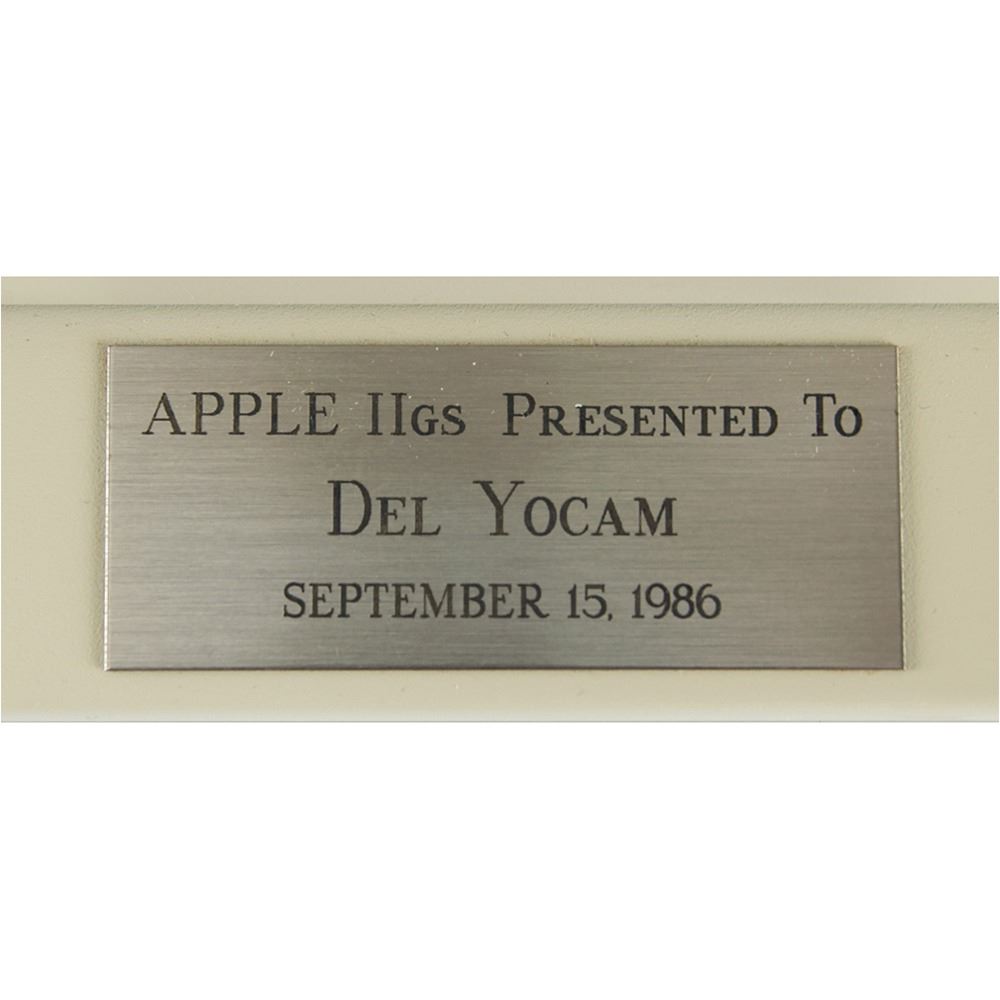 APPLE IIGS PRESENTED TO
DEL YOCAM
SEPTEMBER 15, 1986